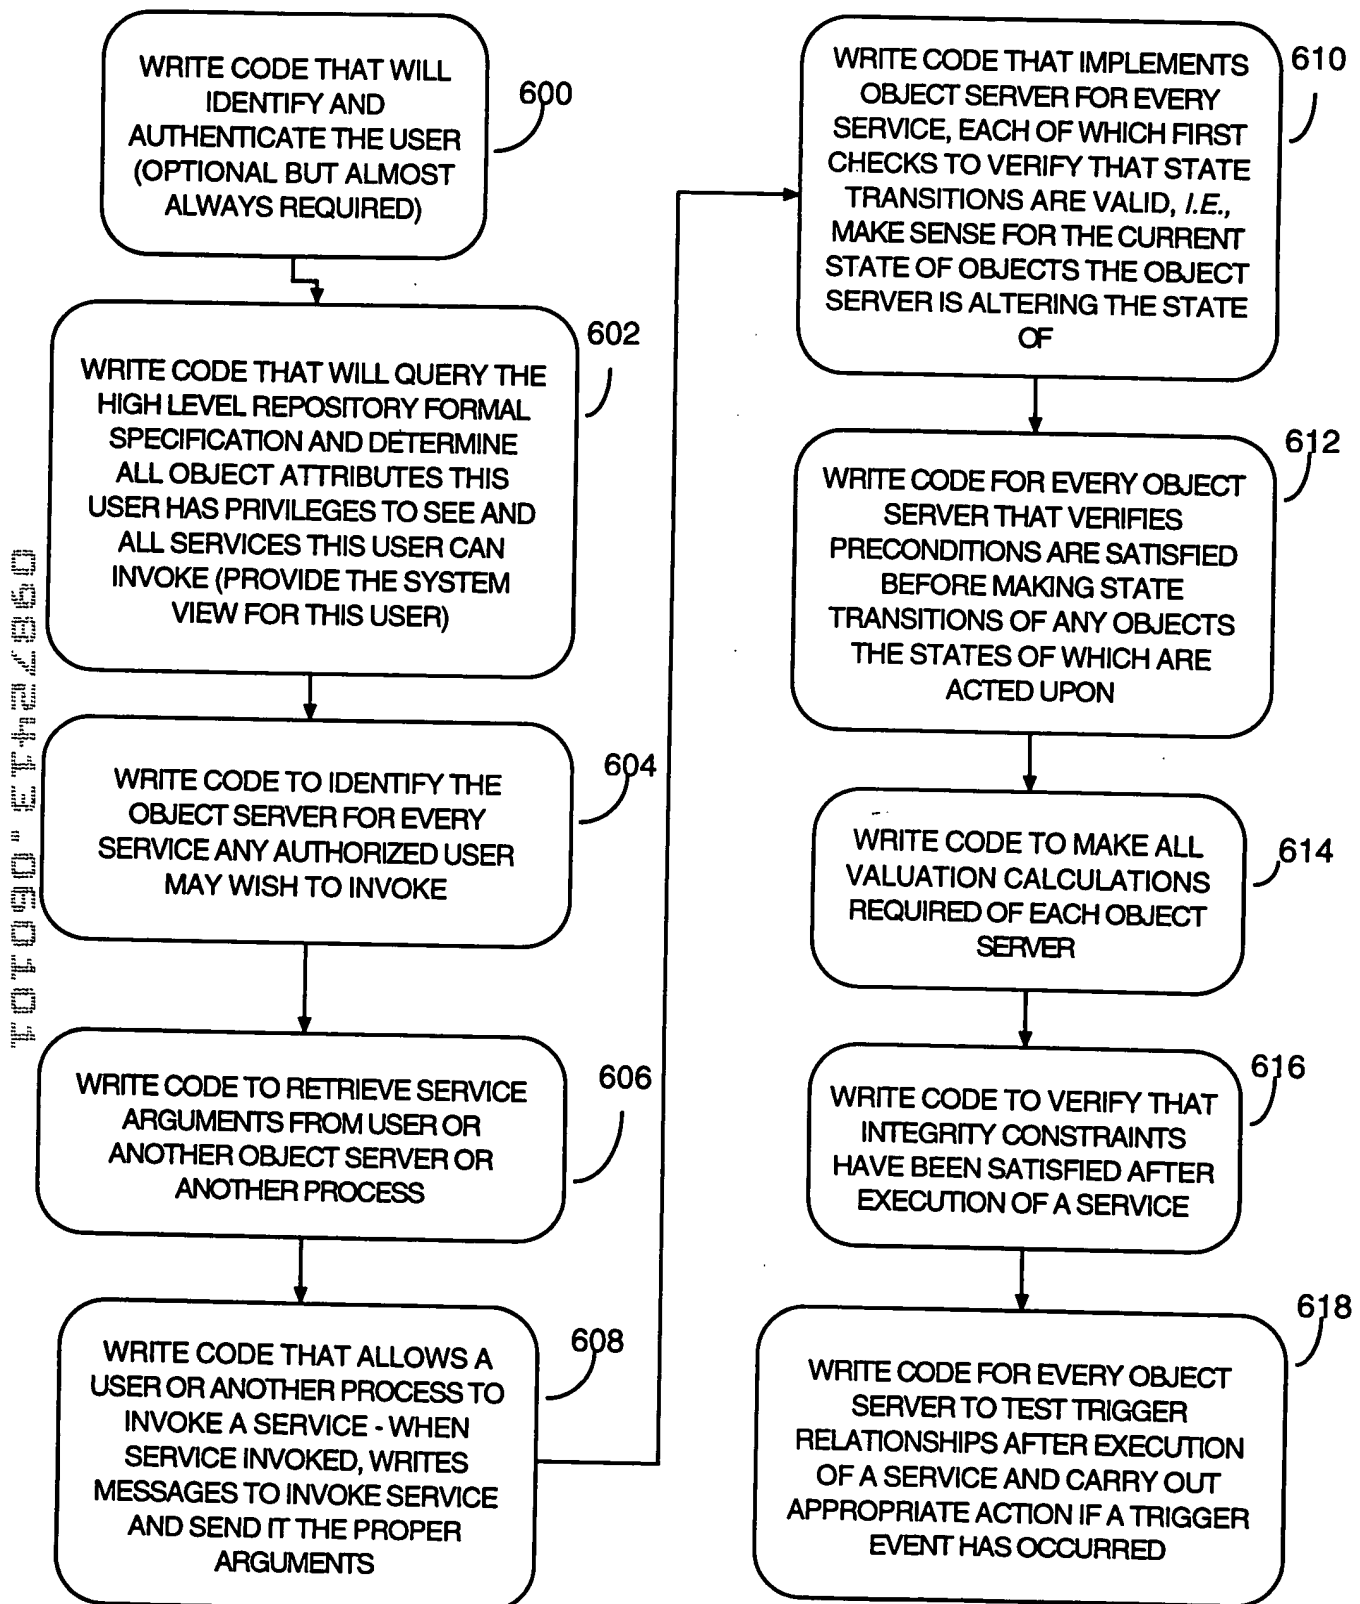 WRITE CODE THAT WILL
IDENTIFY AND
AUTHENTICATE THE USER
(OPTIONAL BUT ALMOST
ALWAYS REQUIRED)
600
WRITE CODE THAT WILL QUERY THE
HIGH LEVEL REPOSITORY FORMAL
SPECIFICATION AND DETERMINE
ALL OBJECT ATTRIBUTES THIS
USER HAS PRIVILEGES TO SEE AND
ALL SERVICES THIS USER CAN
INVOKE (PROVIDE THE SYSTEM
VIEW FOR THIS USER)
602
WRITE CODE TO IDENTIFY THE
OBJECT SERVER FOR EVERY
SERVICE ANY AUTHORIZED USER
MAY WISH TO INVOKE
604
WRITE CODE TO RETRIEVE SERVICE
ARGUMENTS FROM USER OR
ANOTHER OBJECT SERVER OR
ANOTHER PROCESS
606
WRITE CODE THAT ALLOWS A
USER OR ANOTHER PROCESS TO
INVOKE A SERVICE - WHEN
SERVICE INVOKED, WRITES
MESSAGES TO INVOKE SERVICE
AND SEND IT THE PROPER
ARGUMENTS
608
WRITE CODE THAT IMPLEMENTS
OBJECT SERVER FOR EVERY
SERVICE, EACH OF WHICH FIRST
CHECKS TO VERIFY THAT STATE
TRANSITIONS ARE VALID, I.E.,
MAKE SENSE FOR THE CURRENT
STATE OF OBJECTS THE OBJECT
SERVER IS ALTERING THE STATE
OF
610
WRITE CODE FOR EVERY OBJECT
SERVER THAT VERIFIES
PRECONDITIONS ARE SATISFIED
BEFORE MAKING STATE
TRANSITIONS OF ANY OBJECTS
THE STATES OF WHICH ARE
ACTED UPON
612
WRITE CODE TO MAKE ALL
VALUATION CALCULATIONS
REQUIRED OF EACH OBJECT
SERVER
614
WRITE CODE TO VERIFY THAT
INTEGRITY CONSTRAINTS
HAVE BEEN SATISFIED AFTER
EXECUTION OF A SERVICE
616
WRITE CODE FOR EVERY OBJECT
SERVER TO TEST TRIGGER
RELATIONSHIPS AFTER EXECUTION
OF A SERVICE AND CARRY OUT
APPROPRIATE ACTION IF A TRIGGER
EVENT HAS OCCURRED
618
09872413.060101